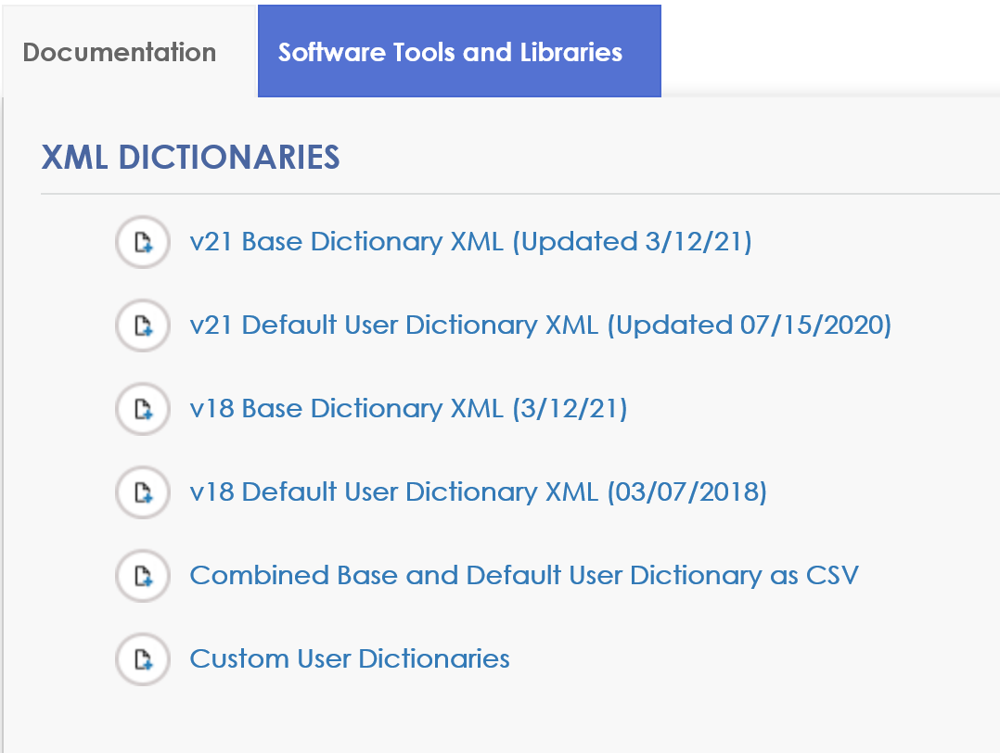 Documentation
Software Tools and Libraries
XML DICTIONARIES
v21 Base Dictionary XML (Updated 3/12/21)
v21 Default User Dictionary XML (Updated 07/15/2020)
v18 Base Dictionary XML (3/12/21)
v18 Default User Dictionary XML (03/07/2018)
Combined Base and Default User Dictionary as CSV
Custom User Dictionaries